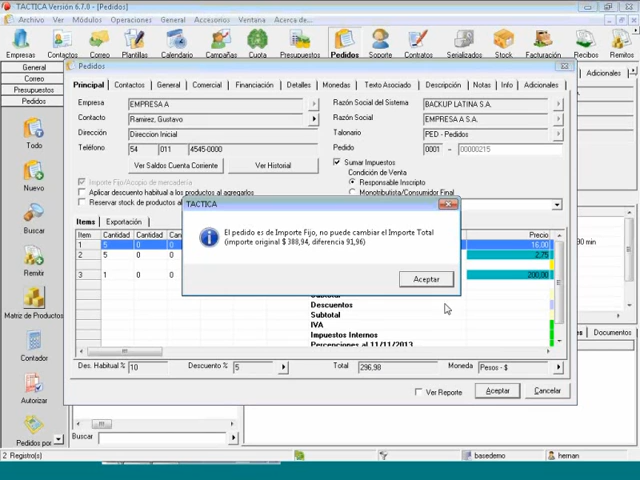 TACTICA Versión 6.7.0 - [Pedidos]
Archivo Ver Módulos Operaciones General Accesorios Ventana Acerca de...
Empresas Contactos Correo Plantillas Calendario Campañas Cuota Presupuestos Pedidos Soporte Contratos Serializados Stock Facturación Recibos Remitos
General
Correo
Presupuestos
Pedidos
Todo
Nuevo
Buscar
Remitir
Matriz de Productos
Contador
Autorizar
Pedidos por
Pedidos
Principal Contactos General Comercial Financiación Detalles Monedas Texto Asociado Descripción Notas Info Adicionales
Adicionales
Empresa EMPRESA A
Contacto Ramirez, Gustavo
Dirección Direccion Inicial
Teléfono 54 011 4545-0000
Razón Social del Sistema BACKUP LATINA S.A.
Razón Social EMPRESA A S.A.
Talonario PED - Pedidos
Pedido 0001 - 00000215
Ver Saldos Cuenta Corriente Ver Historial
Sumar Impuestos
Condición de Venta
Responsable Inscripto
Monotributista/Consumidor Final
Importe Fijo/Acopio de mercadería
Aplicar descuento habitual a los productos al agregarlos
Reservar stock de productos al
Items Exportación
Item Cantidad Cantidad Can Precio
1 5 0 0 16,00
2 5 0 0 2,75
3 1 0 0 200,00
TACTICA
El pedido es de Importe Fijo, no puede cambiar el Importe Total
(importe original $ 388,94, diferencia 91,96)
Aceptar
Subtotal
Descuentos
Subtotal
IVA
Impuestos Internos
Percepciones al 11/11/2013
Des. Habitual % 10 Descuento % 5 Total 296,98 Moneda Pesos - $
Ver Reporte Aceptar Cancelar
90 min
es Documentos
Buscar
2 Registro(s) basedemo hernan